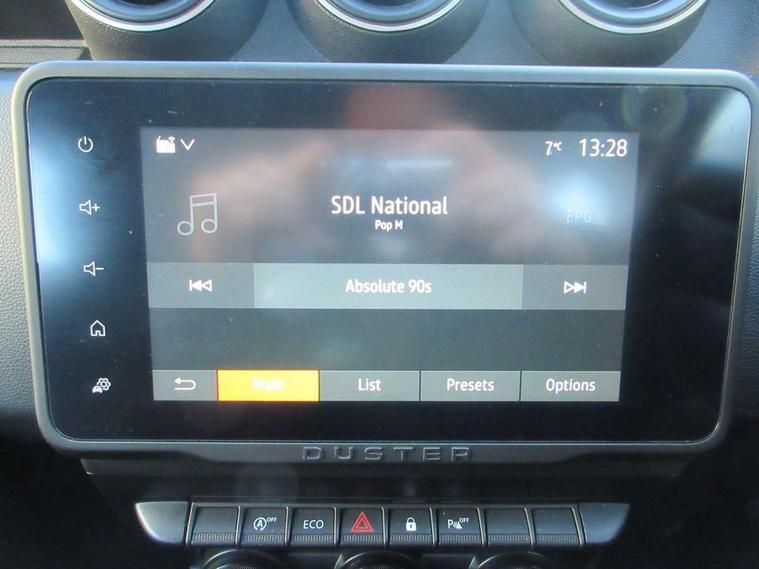 7°C 13:28
SDL National
Pop M
EPG
Absolute 90s
Main List Presets Options
DUSTER
A OFF ECO P OFF